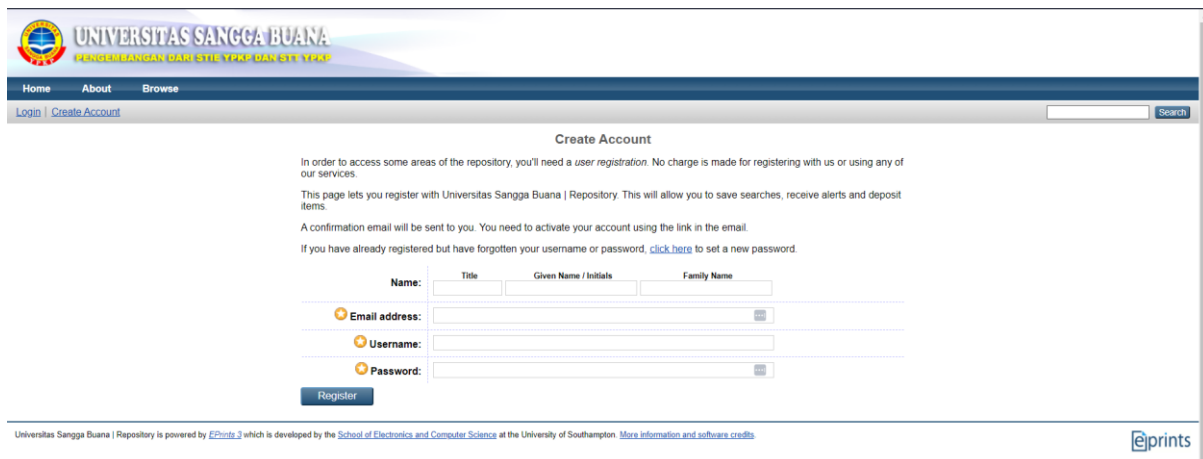 UNIVERSITAS SANGGA BUANA
PENGEMBANGAN DARI STIE YPKP DAN STT YPKP
YPKP
Home About Browse
Login | Create Account Search
Create Account
In order to access some areas of the repository, you'll need a user registration. No charge is made for registering with us or using any of
our services.
This page lets you register with Universitas Sangga Buana | Repository. This will allow you to save searches, receive alerts and deposit
items.
A confirmation email will be sent to you. You need to activate your account using the link in the email.
If you have already registered but have forgotten your username or password, click here to set a new password.
Title Given Name / Initials Family Name
Name:
Email address:
Username:
Password:
Register
Universitas Sangga Buana | Repository is powered by EPrints 3 which is developed by the School of Electronics and Computer Science at the University of Southampton. More information and software credits.
eprints